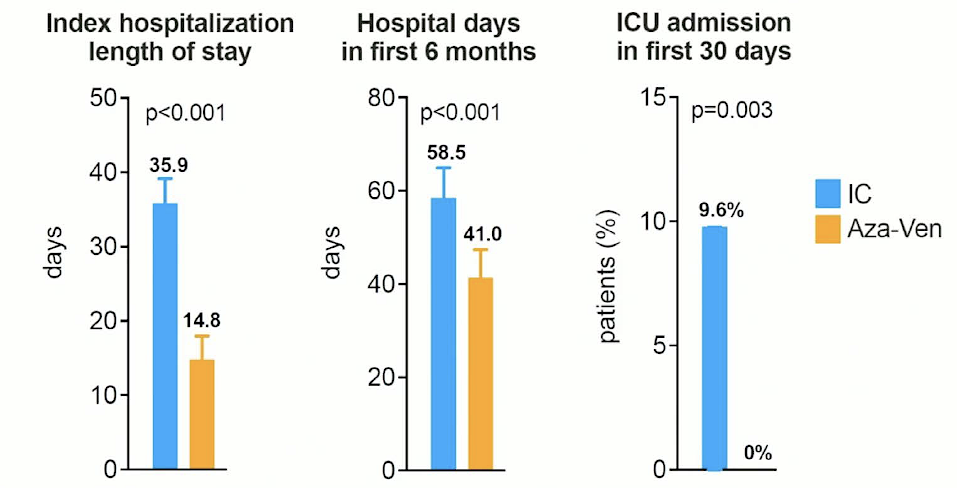 Index hospitalization
length of stay
50
40
30
20
10
0
days
p<0.001
35.9
14.8
Hospital days
in first 6 months
80
60
40
20
0
days
p<0.001
58.5
41.0
ICU admission
in first 30 days
15
10
5
0
patients (%)
p=0.003
9.6%
0%
IC
Aza-Ven